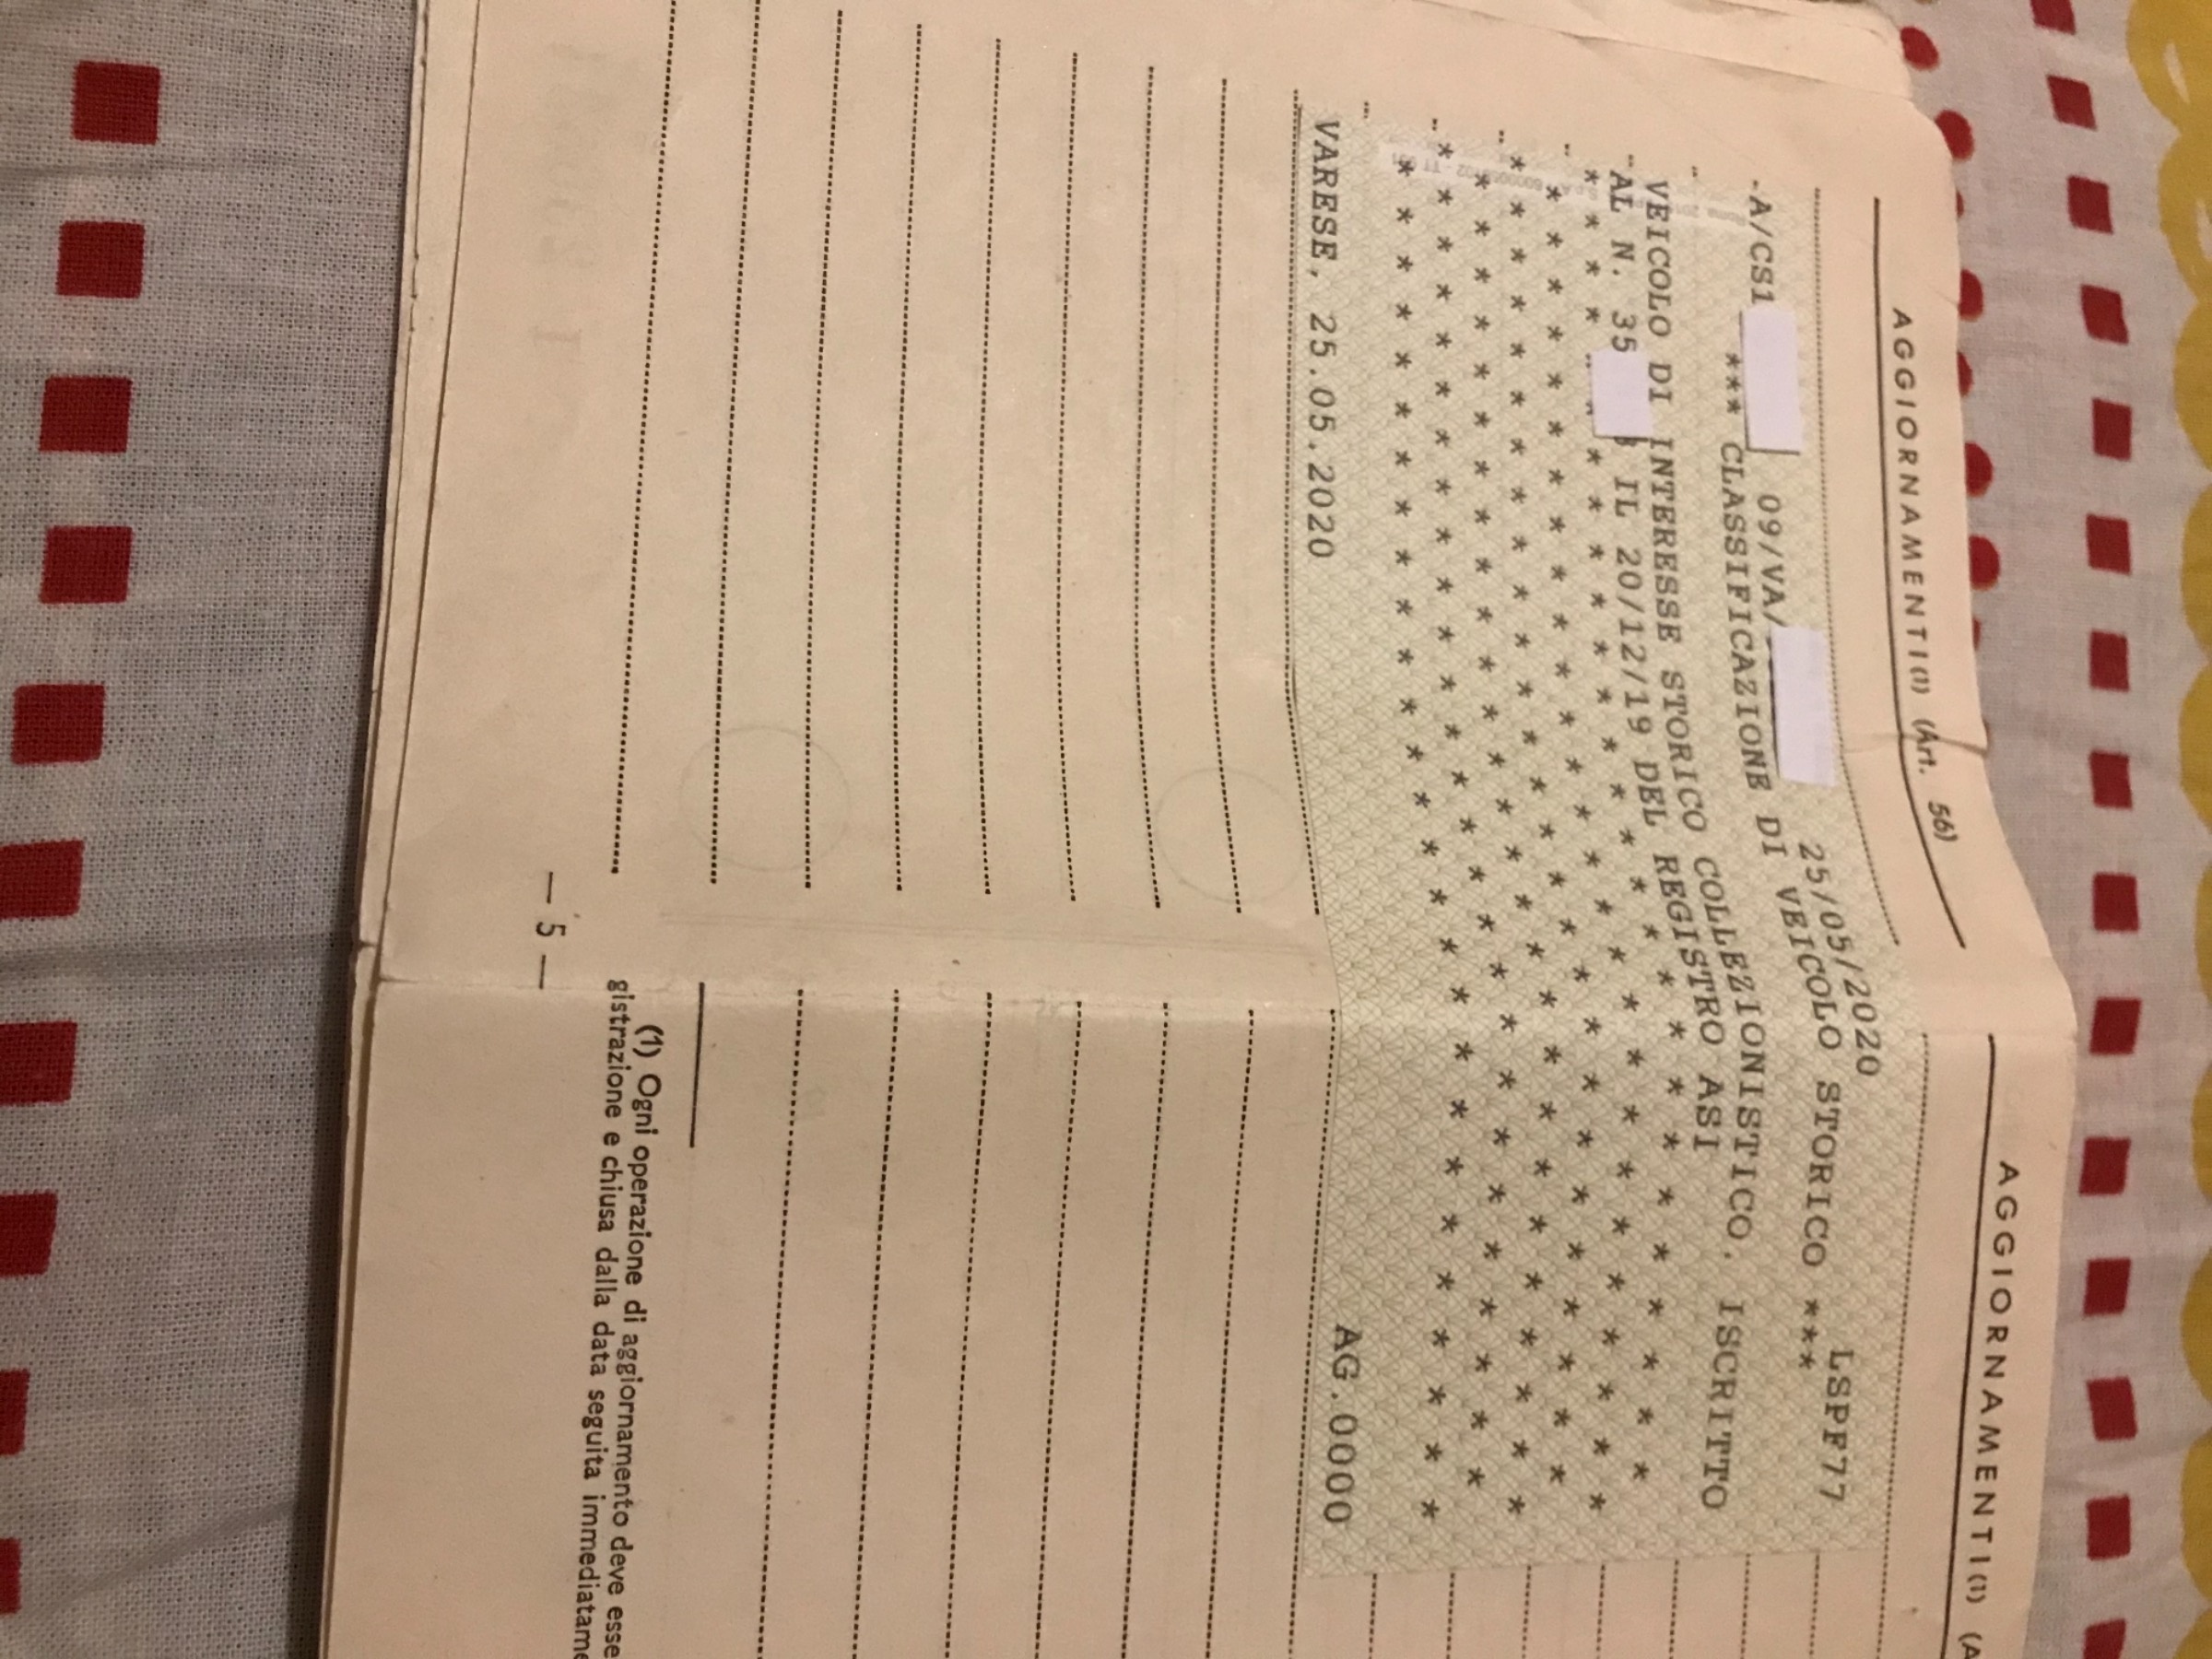 AGGIORNAMENTI (1) (Art. 56)
AGGIORNAMENTI (1) (A
A/CS1 09/VA/ 25/05/2020 LSPF77
*** CLASSIFICAZIONE DI VEICOLO STORICO ***
VEICOLO DI INTERESSE STORICO COLLEZIONISTICO, ISCRITTO
AL N. 35 IL 20/12/19 DEL REGISTRO ASI
VARESE, 25.05.2020 AG.0000
(1) Ogni operazione di aggiornamento deve esse
gistrazione e chiusa dalla data seguita immediatame
— 5 —